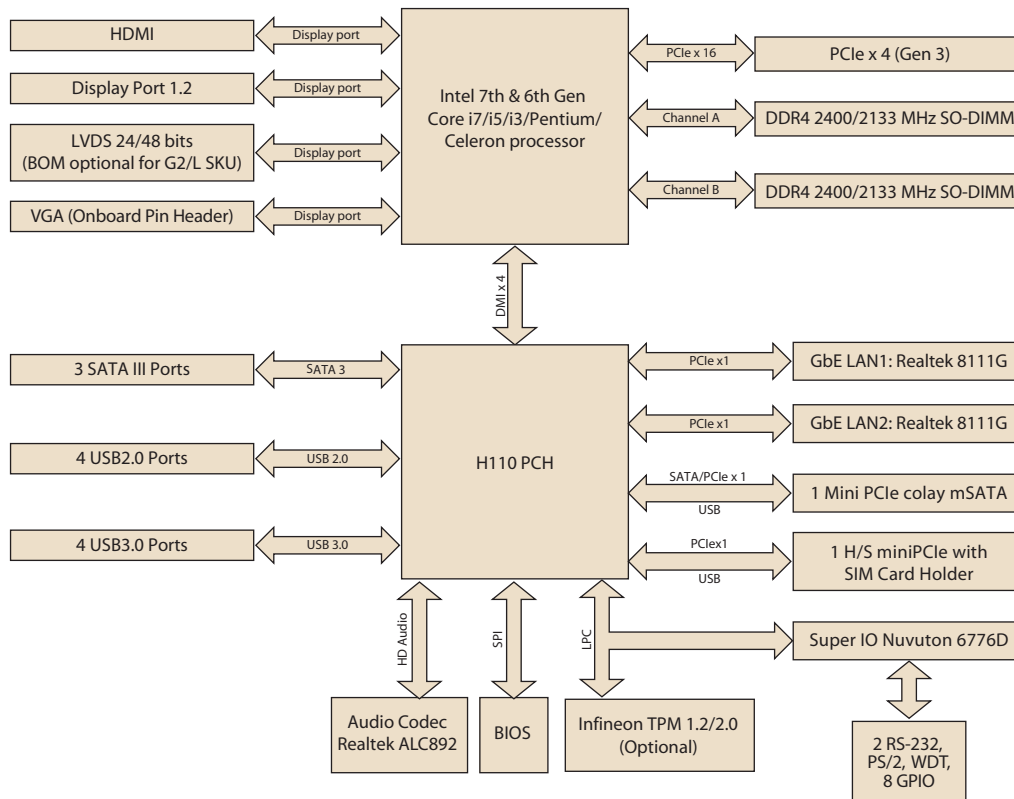 HDMI
Display port
Display Port 1.2
Display port
LVDS 24/48 bits
(BOM optional for G2/L SKU)
Display port
VGA (Onboard Pin Header)
Display port
Intel 7th & 6th Gen
Core i7/i5/i3/Pentium/
Celeron processor
PCIe x 16
PCIe x 4 (Gen 3)
Channel A
DDR4 2400/2133 MHz SO-DIMM
Channel B
DDR4 2400/2133 MHz SO-DIMM
DMI x 4
3 SATA III Ports
SATA 3
4 USB2.0 Ports
USB 2.0
4 USB3.0 Ports
USB 3.0
H110 PCH
PCIe x1
GbE LAN1: Realtek 8111G
PCIe x1
GbE LAN2: Realtek 8111G
SATA/PCIe x 1
USB
1 Mini PCIe colay mSATA
PCIex1
USB
1 H/S miniPCIe with
SIM Card Holder
HD Audio
SPI
LPC
Super IO Nuvuton 6776D
Audio Codec
Realtek ALC892
BIOS
Infineon TPM 1.2/2.0
(Optional)
2 RS-232,
PS/2, WDT,
8 GPIO